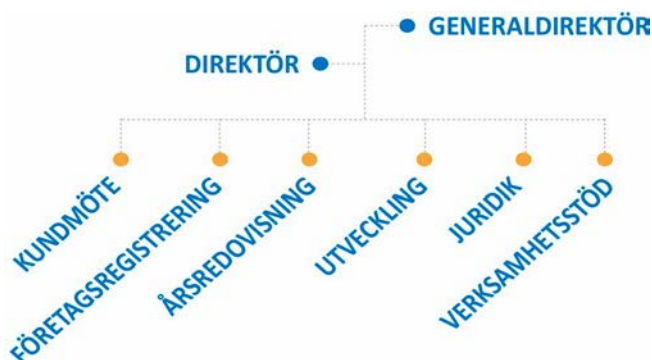 GENERALDIREKTÖR
DIREKTÖR
KUNDMÖTE
FÖRETAGSREGISTRERING
ÅRSREDOVISNING
UTVECKLING
JURIDIK
VERKSAMHETSSTÖD